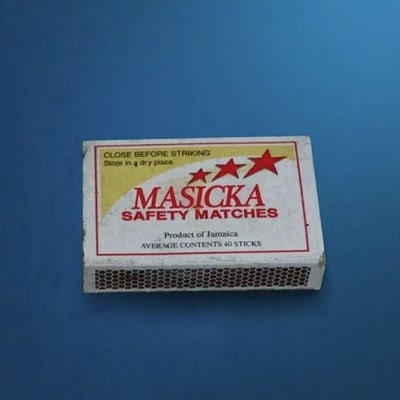 CLOSE BEFORE STRIKING
Store in a dry place
MASICKA
SAFETY MATCHES
Product of Jamaica
AVERAGE CONTENTS 40 STICKS